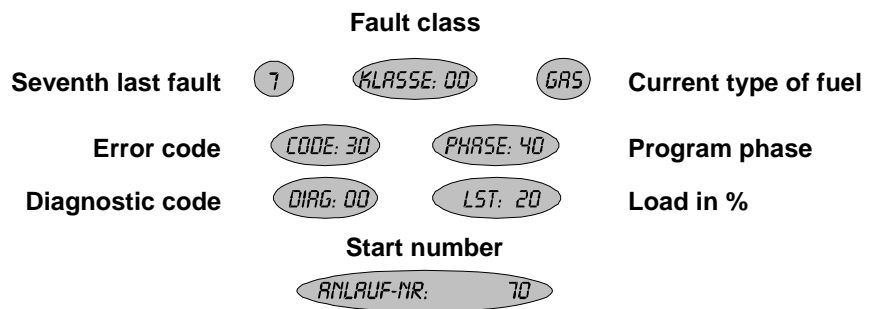 Fault class
Seventh last fault 7 KLASSE: 00 GAS Current type of fuel
Error code CODE: 30 PHASE: 40 Program phase
Diagnostic code DIAG: 00 LST: 20 Load in %
Start number
ANLAUF-NR: 70